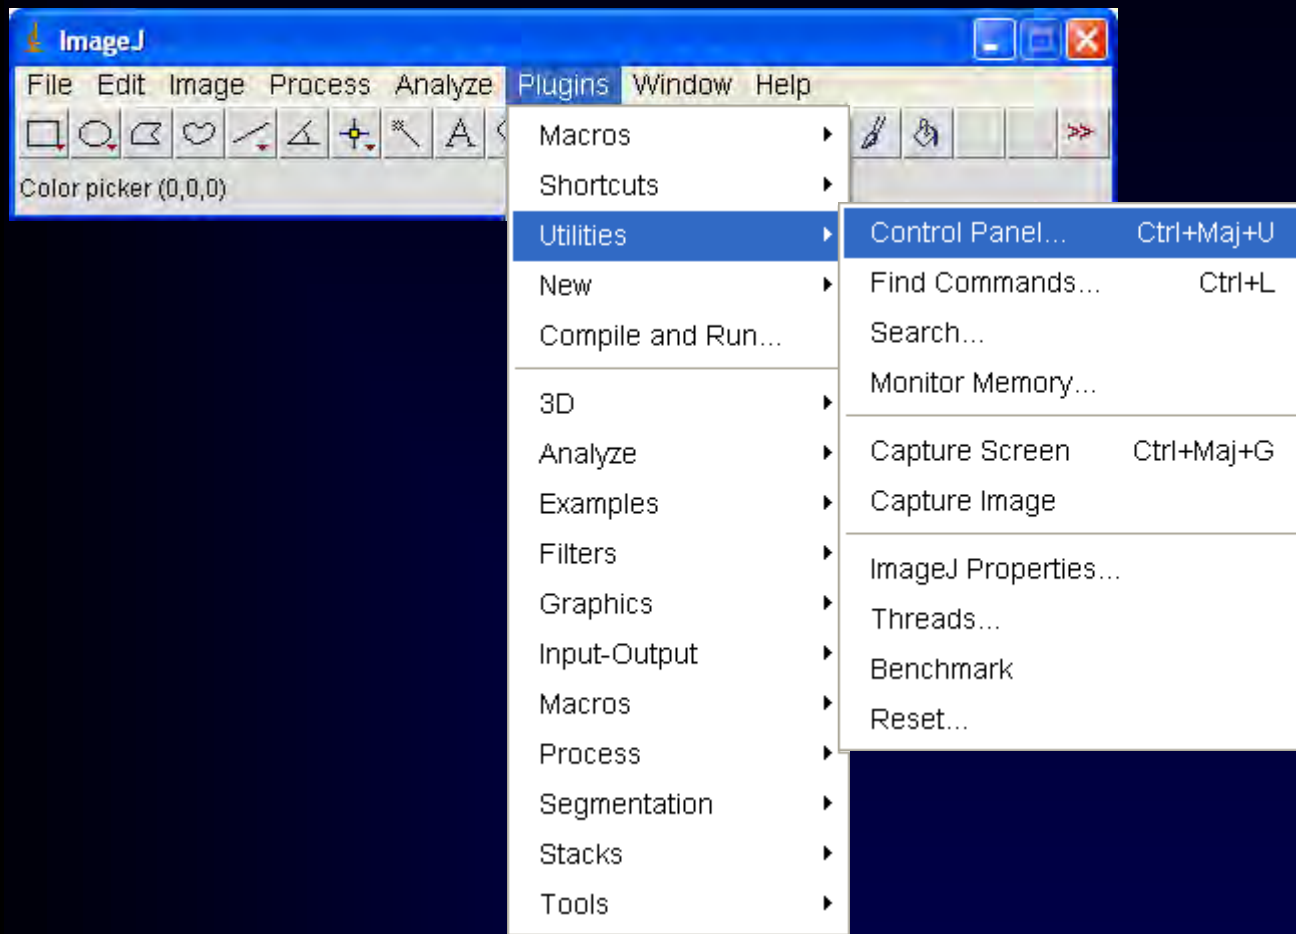 ImageJ
File Edit Image Process Analyze Plugins Window Help
A
Color picker (0,0,0)
Macros
Shortcuts
Utilities
New
Compile and Run...
3D
Analyze
Examples
Filters
Graphics
Input-Output
Macros
Process
Segmentation
Stacks
Tools
Control Panel... Ctrl+Maj+U
Find Commands... Ctrl+L
Search...
Monitor Memory...
Capture Screen Ctrl+Maj+G
Capture Image
ImageJ Properties...
Threads...
Benchmark
Reset...